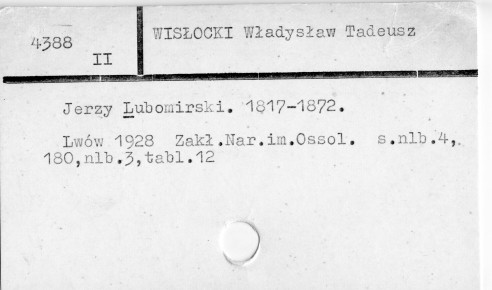 4388
II
WISŁOCKI Władysław Tadeusz
Jerzy Lubomirski. 1817-1872.
Lwów 1928 Zakł.Nar.im.Ossol. s.nlb.4,
180,nlb.3,tabl.12